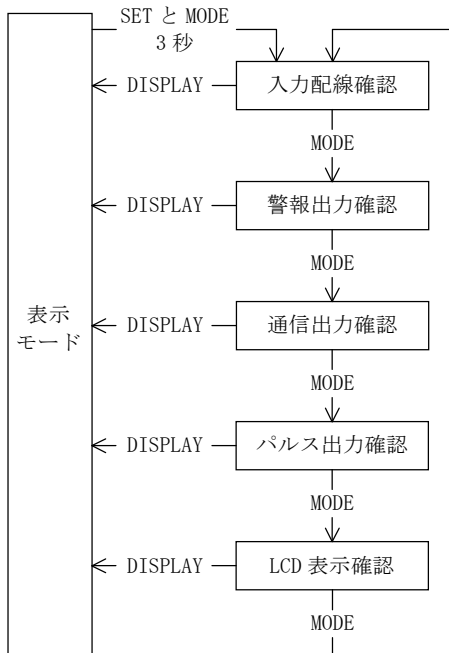 SET と MODE
3 秒
DISPLAY
入力配線確認
MODE
DISPLAY
警報出力確認
MODE
表示
モード
DISPLAY
通信出力確認
MODE
DISPLAY
パルス出力確認
MODE
DISPLAY
LCD 表示確認
MODE